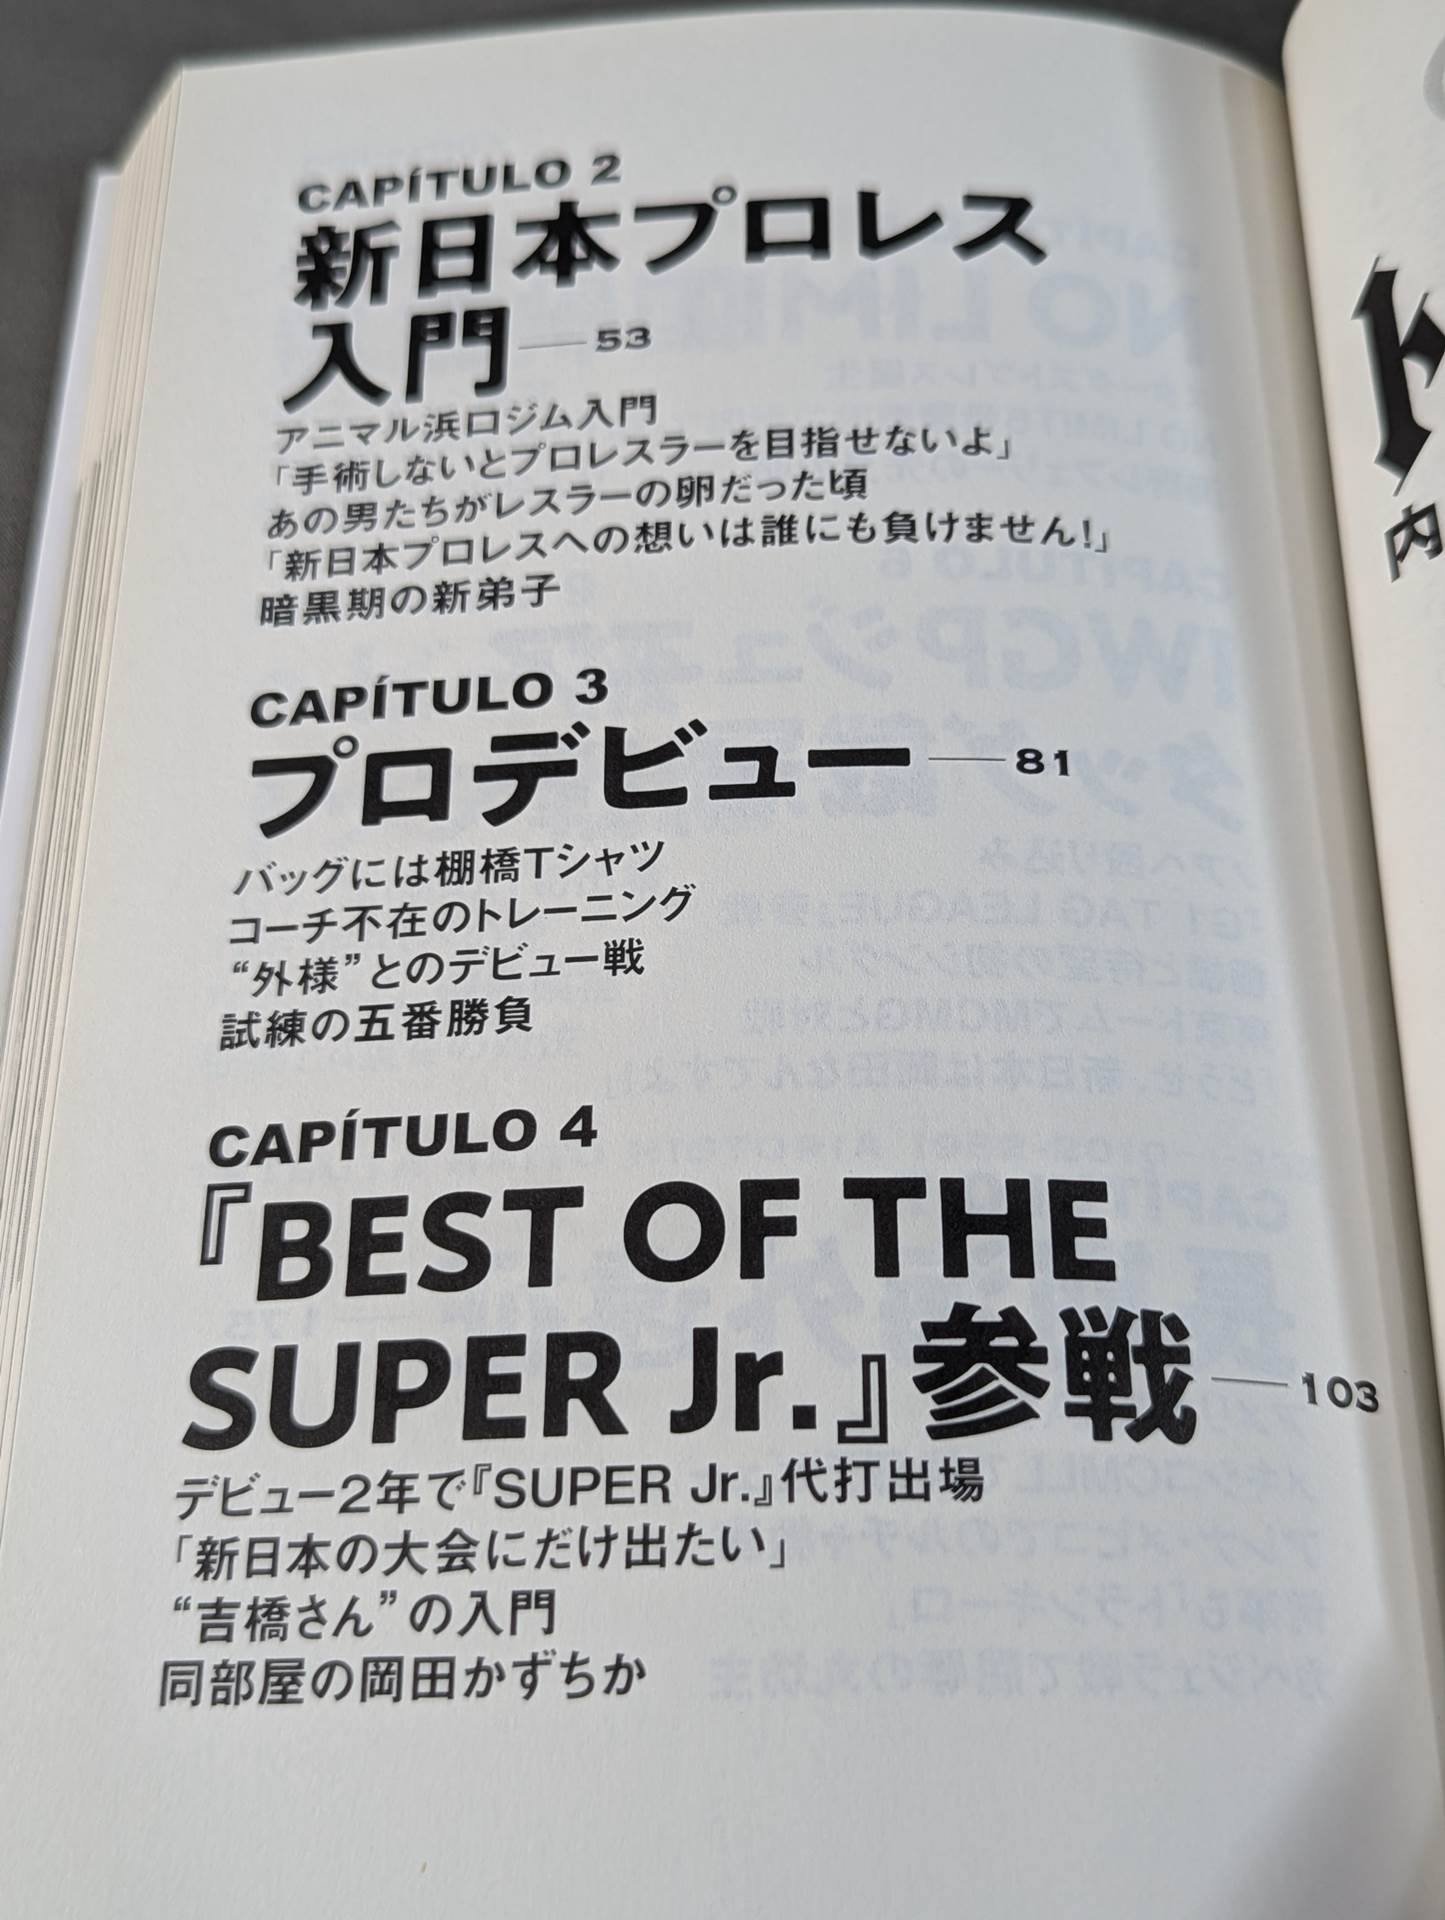 CAPÍTULO 2
新日本プロレス
入門 — 53
アニマル浜口ジム入門
「手術しないとプロレスラーを目指せないよ」
あの男たちがレスラーの卵だった頃
「新日本プロレスへの想いは誰にも負けません!」
暗黒期の新弟子
CAPÍTULO 3
プロデビュー — 81
バッグには棚橋Tシャツ
コーチ不在のトレーニング
“外様”とのデビュー戦
試練の五番勝負
CAPÍTULO 4
『BEST OF THE
SUPER Jr.』参戦 — 103
デビュー2年で『SUPER Jr.』代打出場
「新日本の大会にだけ出たい」
“吉橋さん”の入門
同部屋の岡田かずちか
内